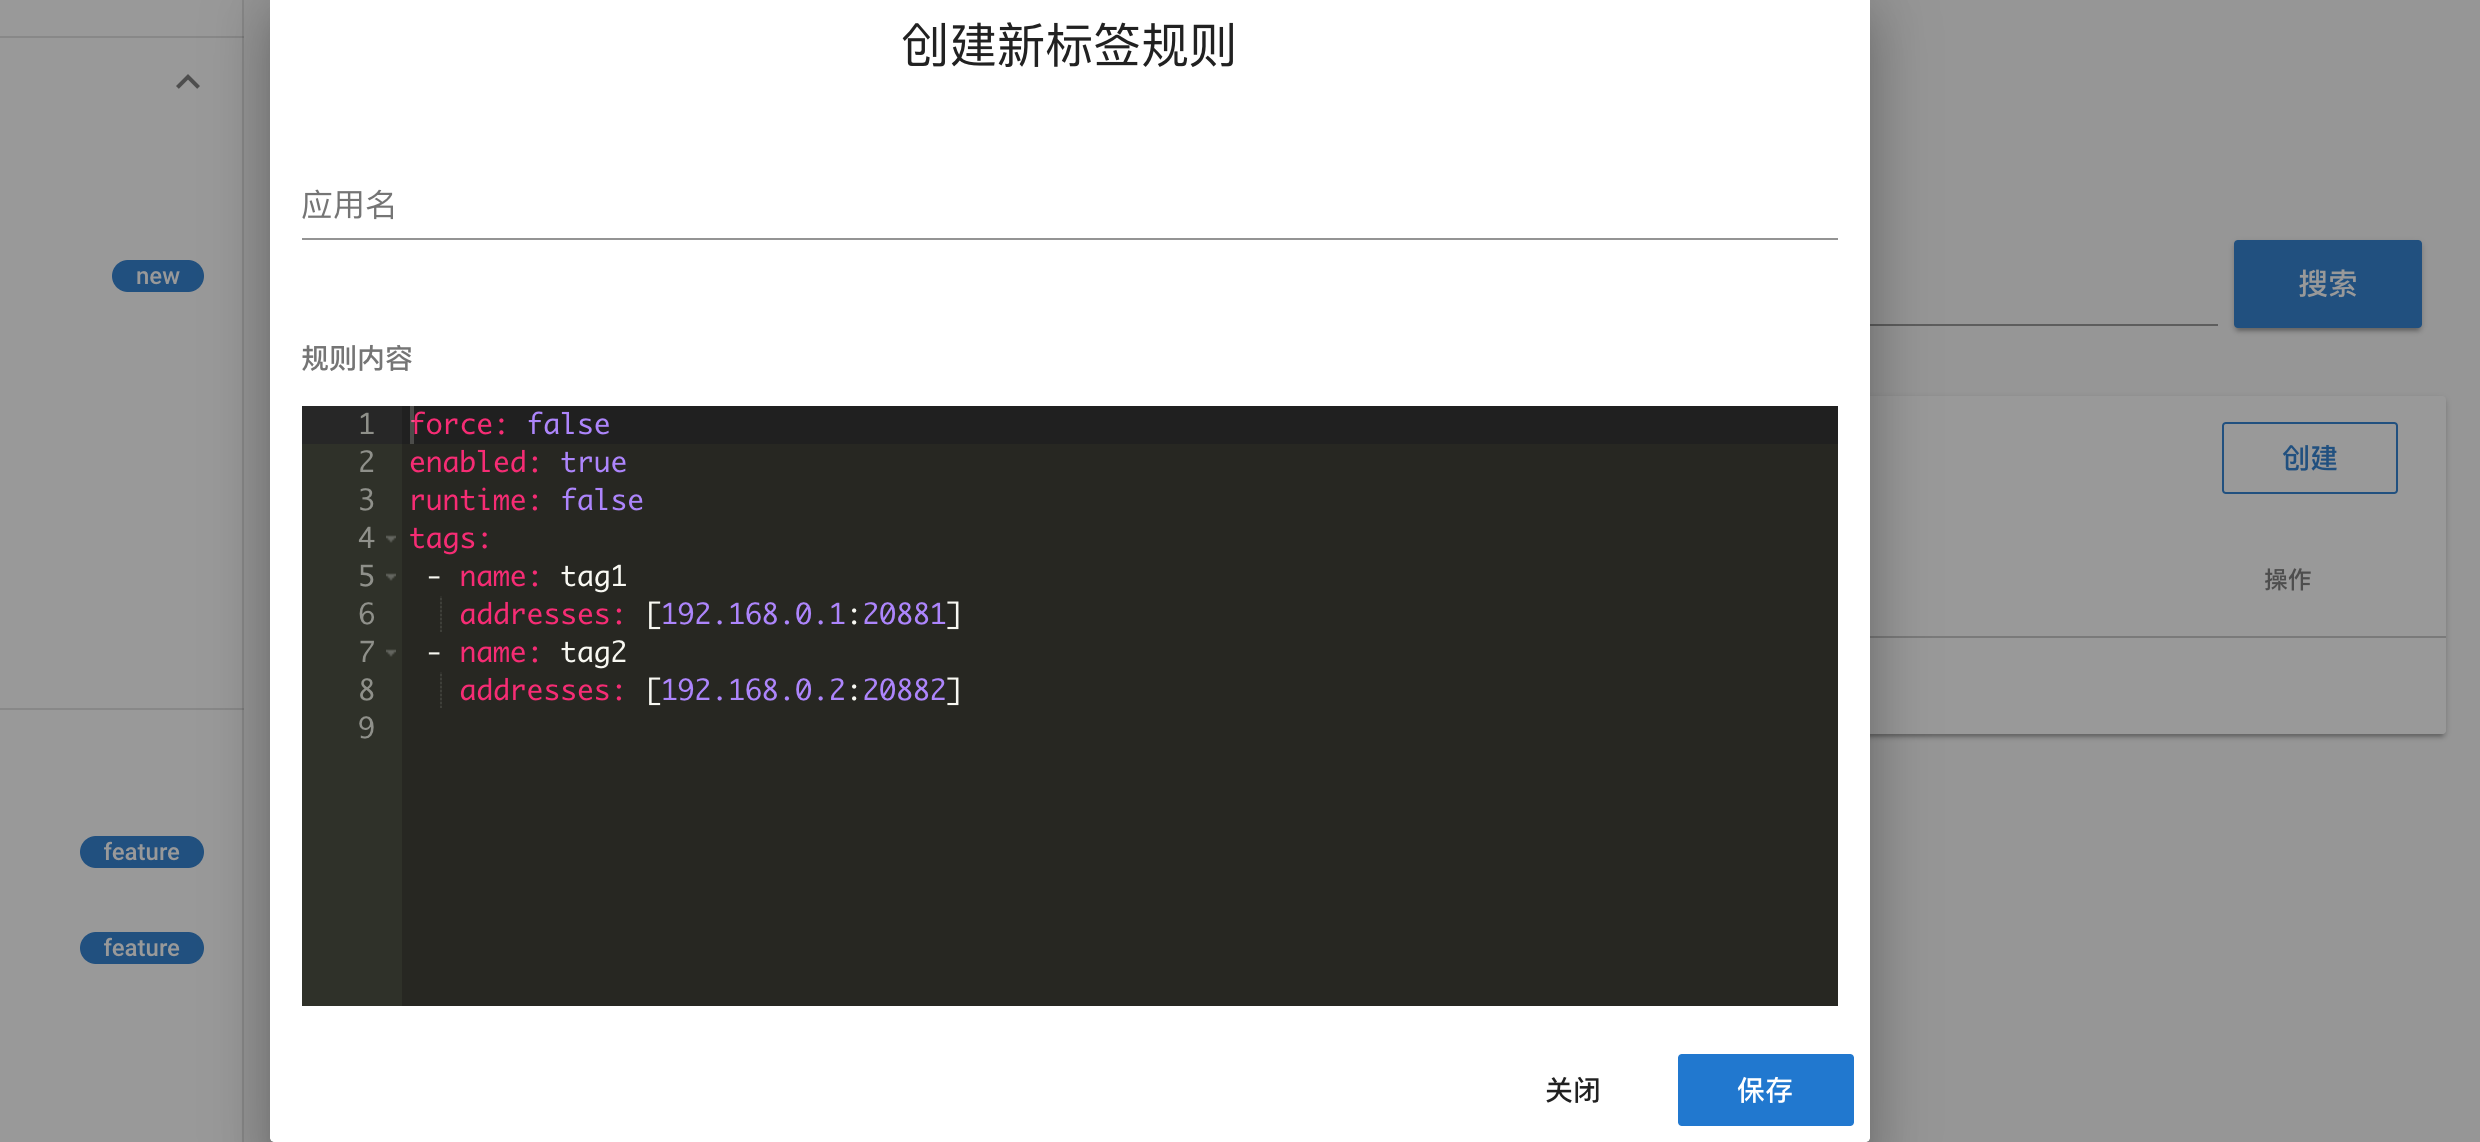 创建新标签规则
应用名
new
搜索
规则内容
1 force: false
2 enabled: true
3 runtime: false
4 tags:
5 - name: tag1
6 addresses: [192.168.0.1:20881]
7 - name: tag2
8 addresses: [192.168.0.2:20882]
9
创建
操作
feature
feature
关闭
保存